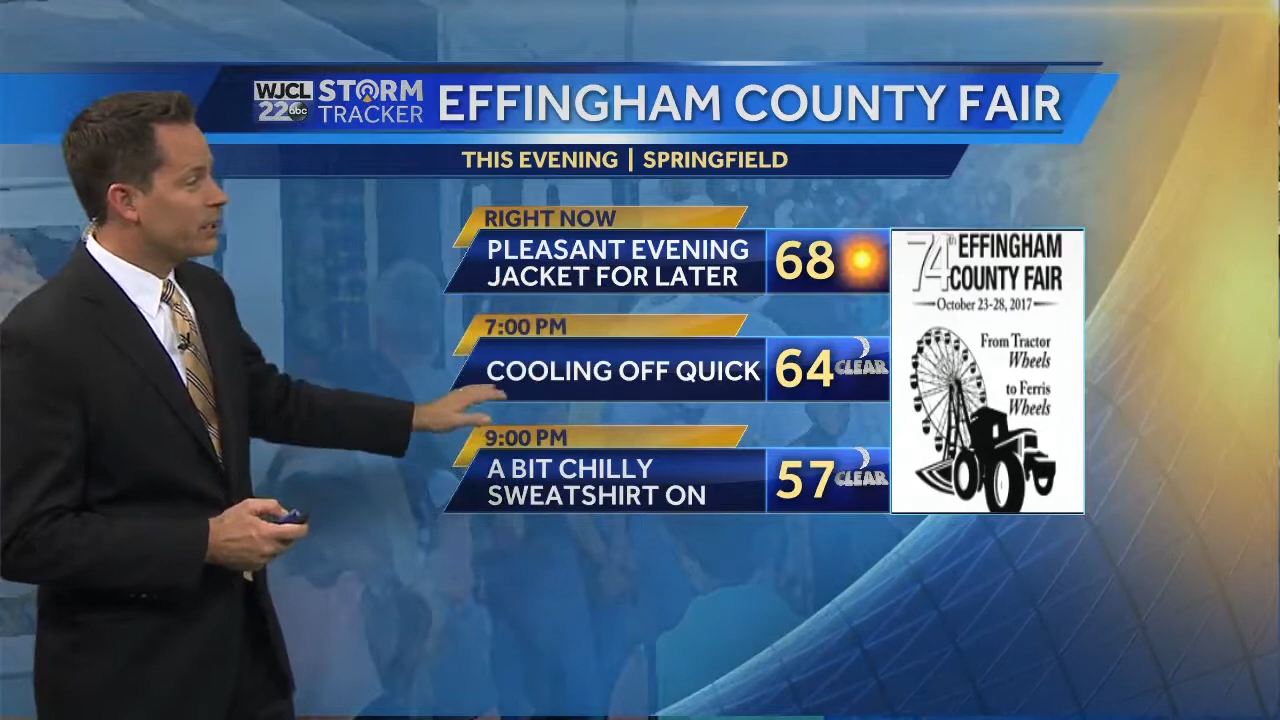 WJCL
22 abc
STORM
TRACKER
EFFINGHAM COUNTY FAIR
THIS EVENING | SPRINGFIELD
RIGHT NOW
PLEASANT EVENING
JACKET FOR LATER
68
7:00 PM
COOLING OFF QUICK
64
CLEAR
9:00 PM
A BIT CHILLY
SWEATSHIRT ON
57
CLEAR
74th EFFINGHAM
COUNTY FAIR
October 23-28, 2017
From Tractor
Wheels
to Ferris
Wheels